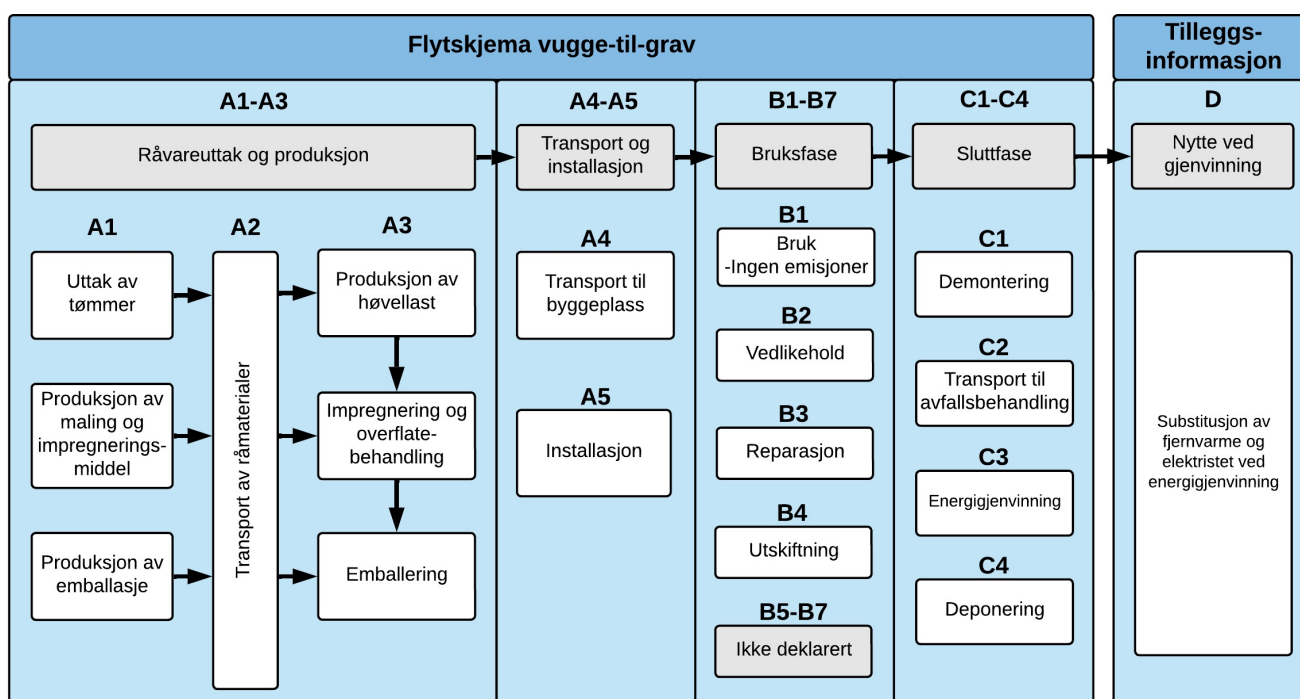 Flytskjema vugge-til-grav
Tilleggs-
informasjon
A1-A3
Råvareuttak og produksjon
A1
Uttak av
tømmer
Produksjon av
maling og
impregnerings-
middel
Produksjon av
emballasje
A2
Transport av råmaterialer
A3
Produksjon av
høvellast
Impregnering og
overflate-
behandling
Emballering
A4-A5
Transport og
installasjon
A4
Transport til
byggeplass
A5
Installasjon
B1-B7
Bruksfase
B1
Bruk
-Ingen emisjoner
B2
Vedlikehold
B3
Reparasjon
B4
Utskiftning
B5-B7
Ikke deklarert
C1-C4
Sluttfase
C1
Demontering
C2
Transport til
avfallsbehandling
C3
Energigjenvinning
C4
Deponering
D
Nytte ved
gjenvinning
Substitusjon av
fjernvarme og
elektristet ved
energigjenvinning